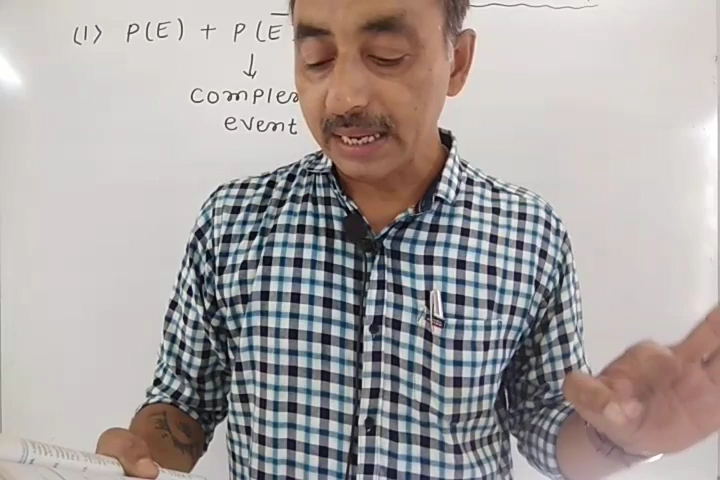 (1) P(E) + P(E̅
↓
comple
event